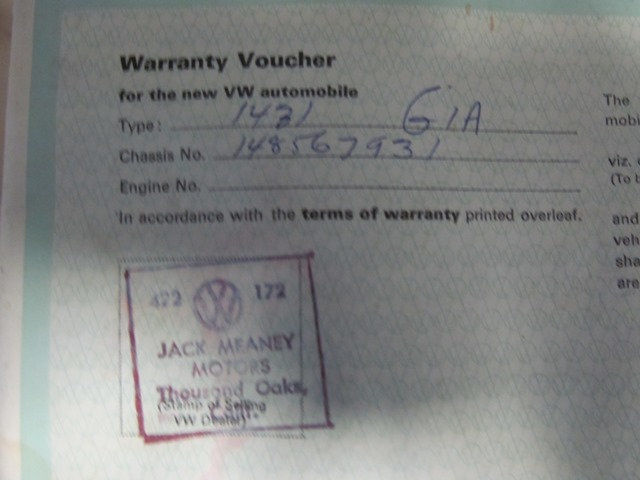 Warranty Voucher
for the new VW automobile
Type: 1431 GiA
Chassis No. 148567931
Engine No.
In accordance with the terms of warranty printed overleaf.
422 VW 172
JACK MEANEY
MOTORS
Thousand Oaks,
(Stamp of Selling
VW Dealer)
The
mobi
viz.
(To
and
veh
sha
are